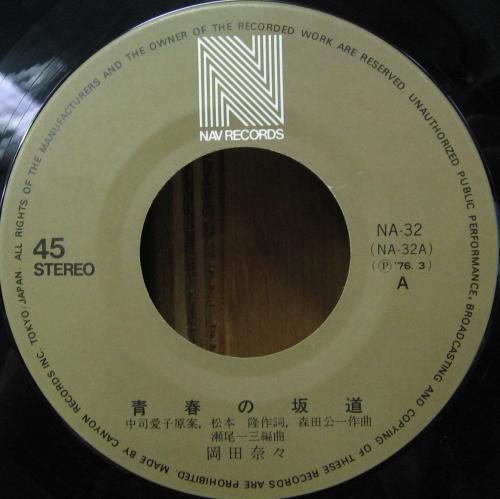 ALL RIGHTS OF THE MANUFACTURERS AND THE OWNER OF THE RECORDED WORK ARE RESERVED. UNAUTHORIZED PUBLIC PERFORMANCE, BROADCASTING AND COPYING OF THESE RECORDS ARE PROHIBITED. MADE BY CANYON RECORDS INC. TOKYO/JAPAN.
N
NAV RECORDS
45
STEREO
NA-32
(NA-32A)
(Ⓟ '76. 3)
A
青春の坂道
中司愛子原案, 松本 隆作詞, 森田公一作曲
瀬尾一三編曲
岡田奈々